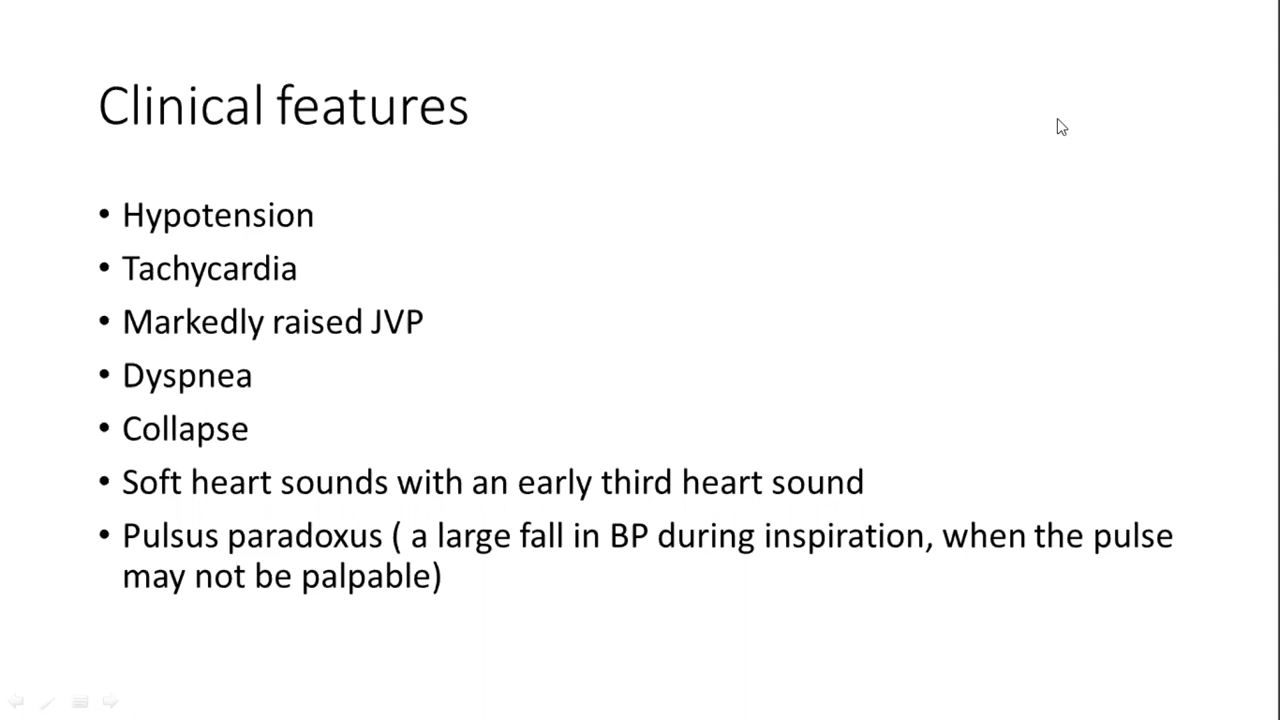 Clinical features
• Hypotension
• Tachycardia
• Markedly raised JVP
• Dyspnea
• Collapse
• Soft heart sounds with an early third heart sound
• Pulsus paradoxus ( a large fall in BP during inspiration, when the pulse
may not be palpable)